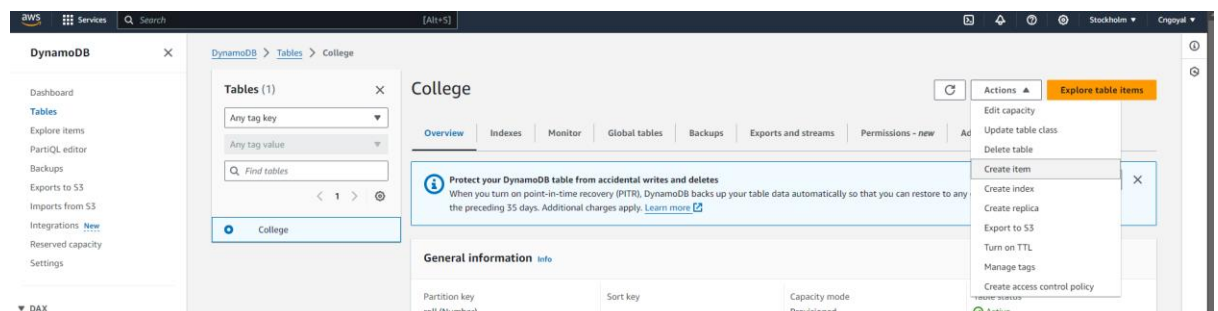 aws Services Search [Alt+S] Stockholm Cngoyal
DynamoDB
Dashboard
Tables
Explore items
PartiQL editor
Backups
Exports to S3
Imports from S3
Integrations New
Reserved capacity
Settings
DAX
DynamoDB > Tables > College
Tables (1)
Any tag key
Any tag value
Find tables
1
College
College
Actions
Explore table items
Edit capacity
Update table class
Delete table
Create item
Create index
Create replica
Export to S3
Turn on TTL
Manage tags
Create access control policy
Overview Indexes Monitor Global tables Backups Exports and streams Permissions - new Ad
Protect your DynamoDB table from accidental writes and deletes
When you turn on point-in-time recovery (PITR), DynamoDB backs up your table data automatically so that you can restore to any
the preceding 35 days. Additional charges apply. Learn more
General information Info
Partition key Sort key Capacity mode Table status
roll (Number) Provisioned Active